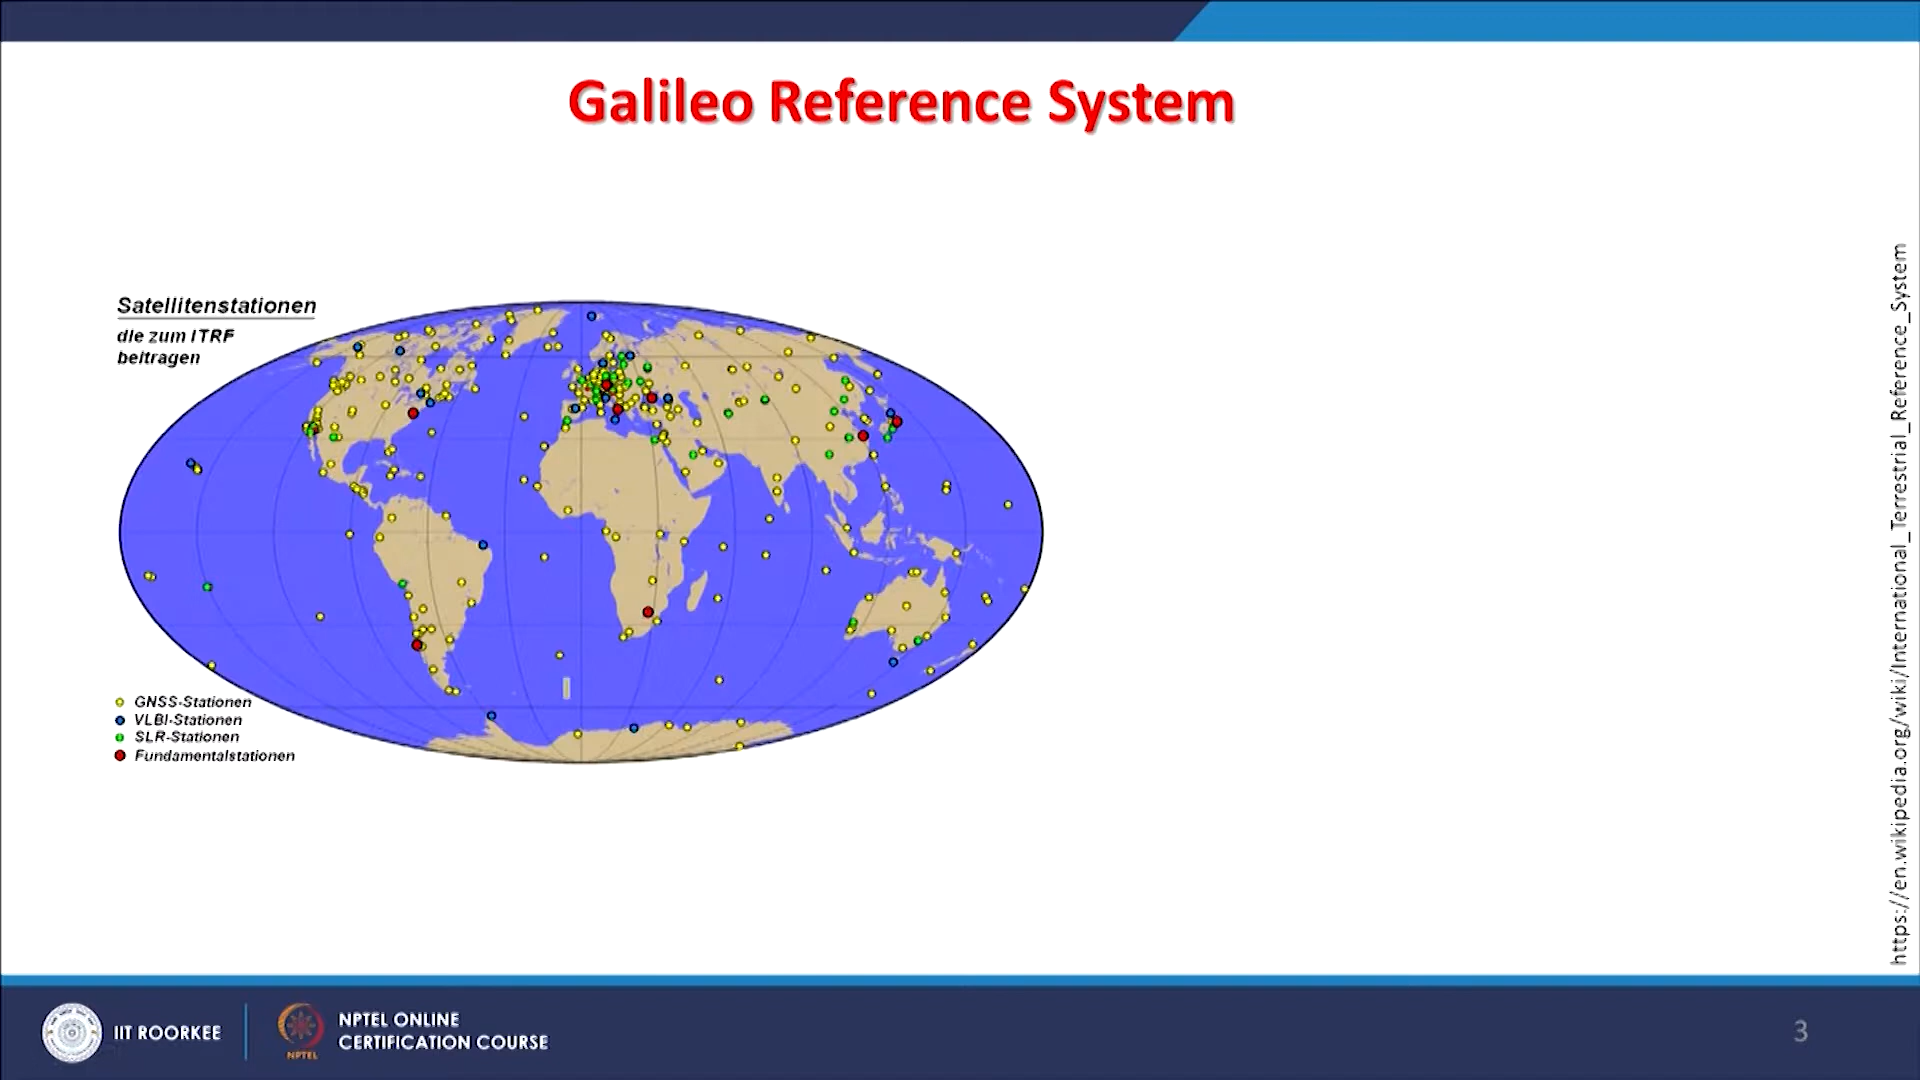 Galileo Reference System
Satellitenstationen
die zum ITRF
beitragen
GNSS-Stationen
VLBI-Stationen
SLR-Stationen
Fundamentalstationen
https://en.wikipedia.org/wiki/International_Terrestrial_Reference_System
IIT ROORKEE
NPTEL
NPTEL ONLINE
CERTIFICATION COURSE
3